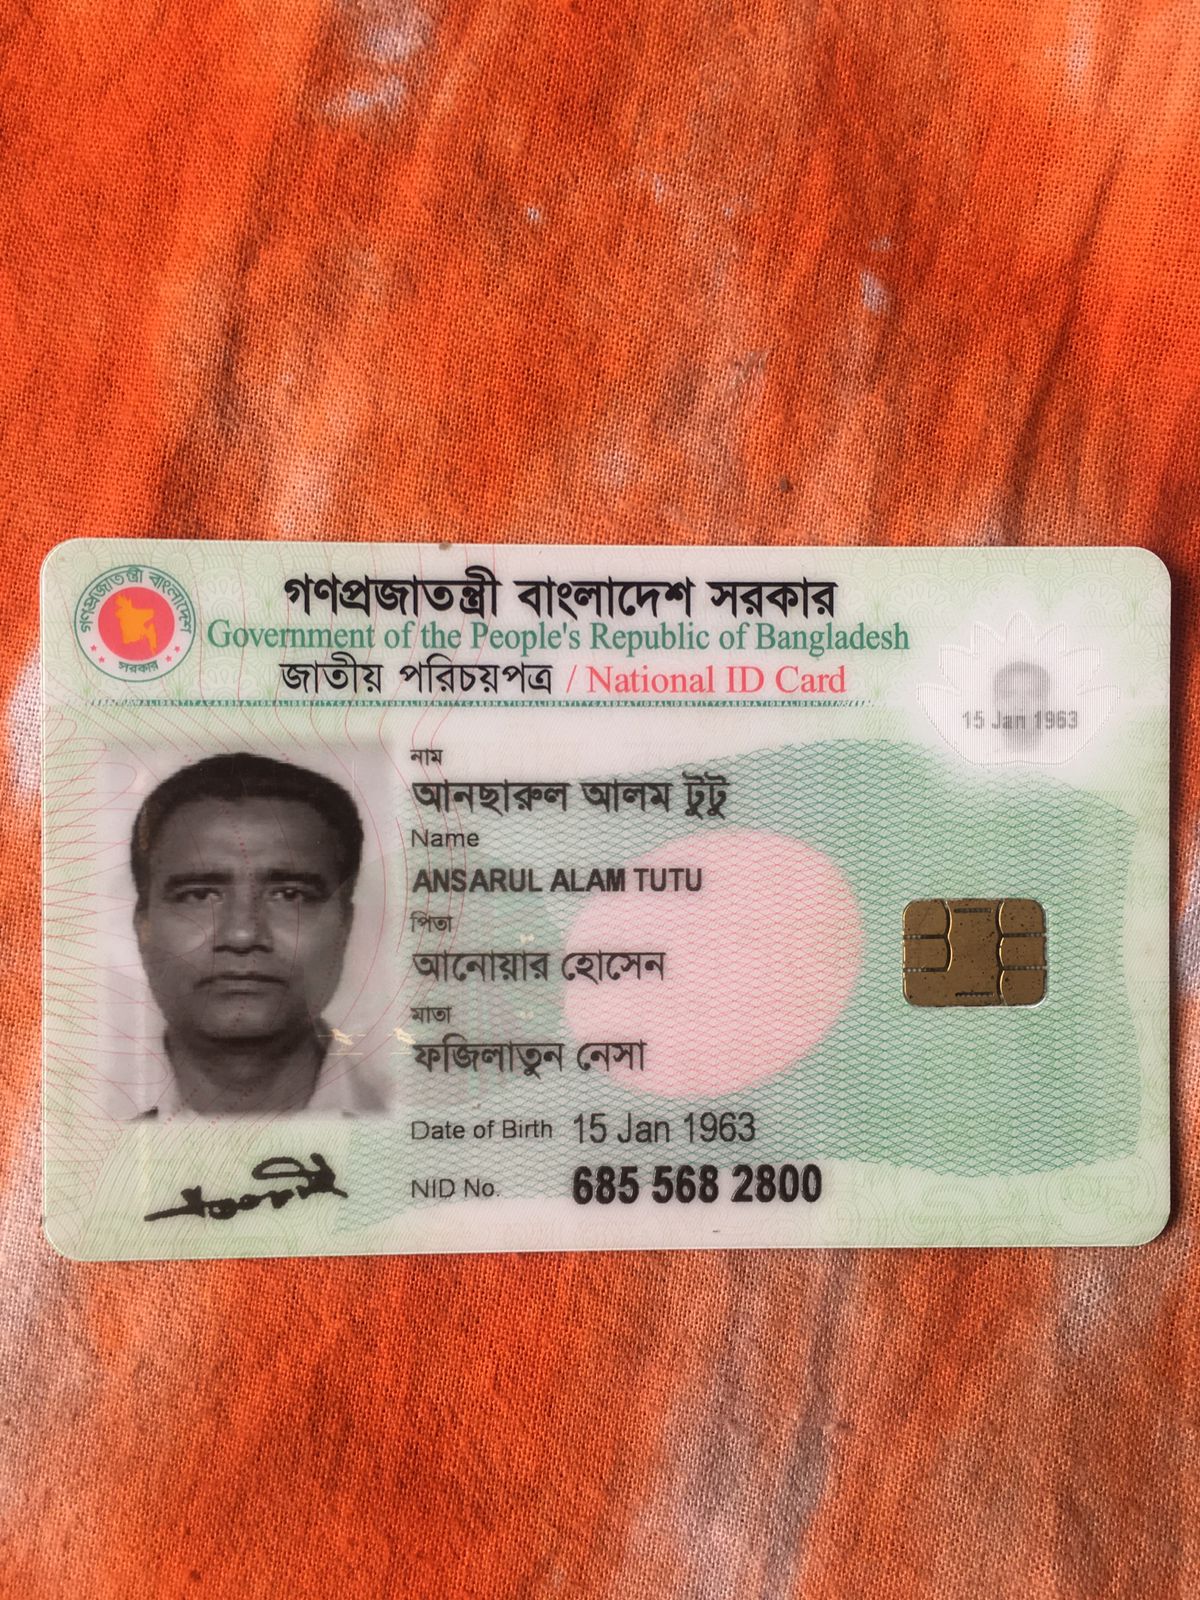 গণপ্রজাতন্ত্রী বাংলাদেশ সরকার
Government of the People's Republic of Bangladesh
জাতীয় পরিচয়পত্র / National ID Card
গণপ্রজাতন্ত্রী বাংলাদেশ
সরকার
15 Jan 1963
নাম
আনছারুল আলম টুটু
Name
ANSARUL ALAM TUTU
পিতা
আনোয়ার হোসেন
মাতা
ফজিলাতুন নেসা
Date of Birth 15 Jan 1963
NID No. 685 568 2800